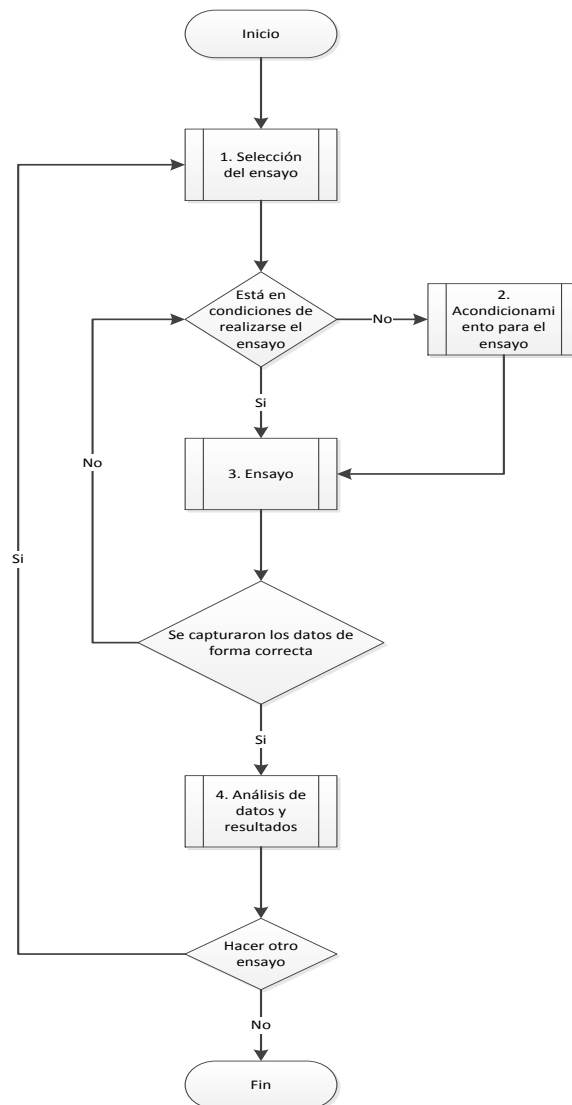 Inicio
1. Selección
del ensayo
Está en
condiciones de
realizarse el
ensayo
No
2.
Acondicionami
ento para el
ensayo
Si
No
3. Ensayo
Si
Se capturaron los datos de
forma correcta
Si
4. Análisis de
datos y
resultados
Hacer otro
ensayo
No
Fin